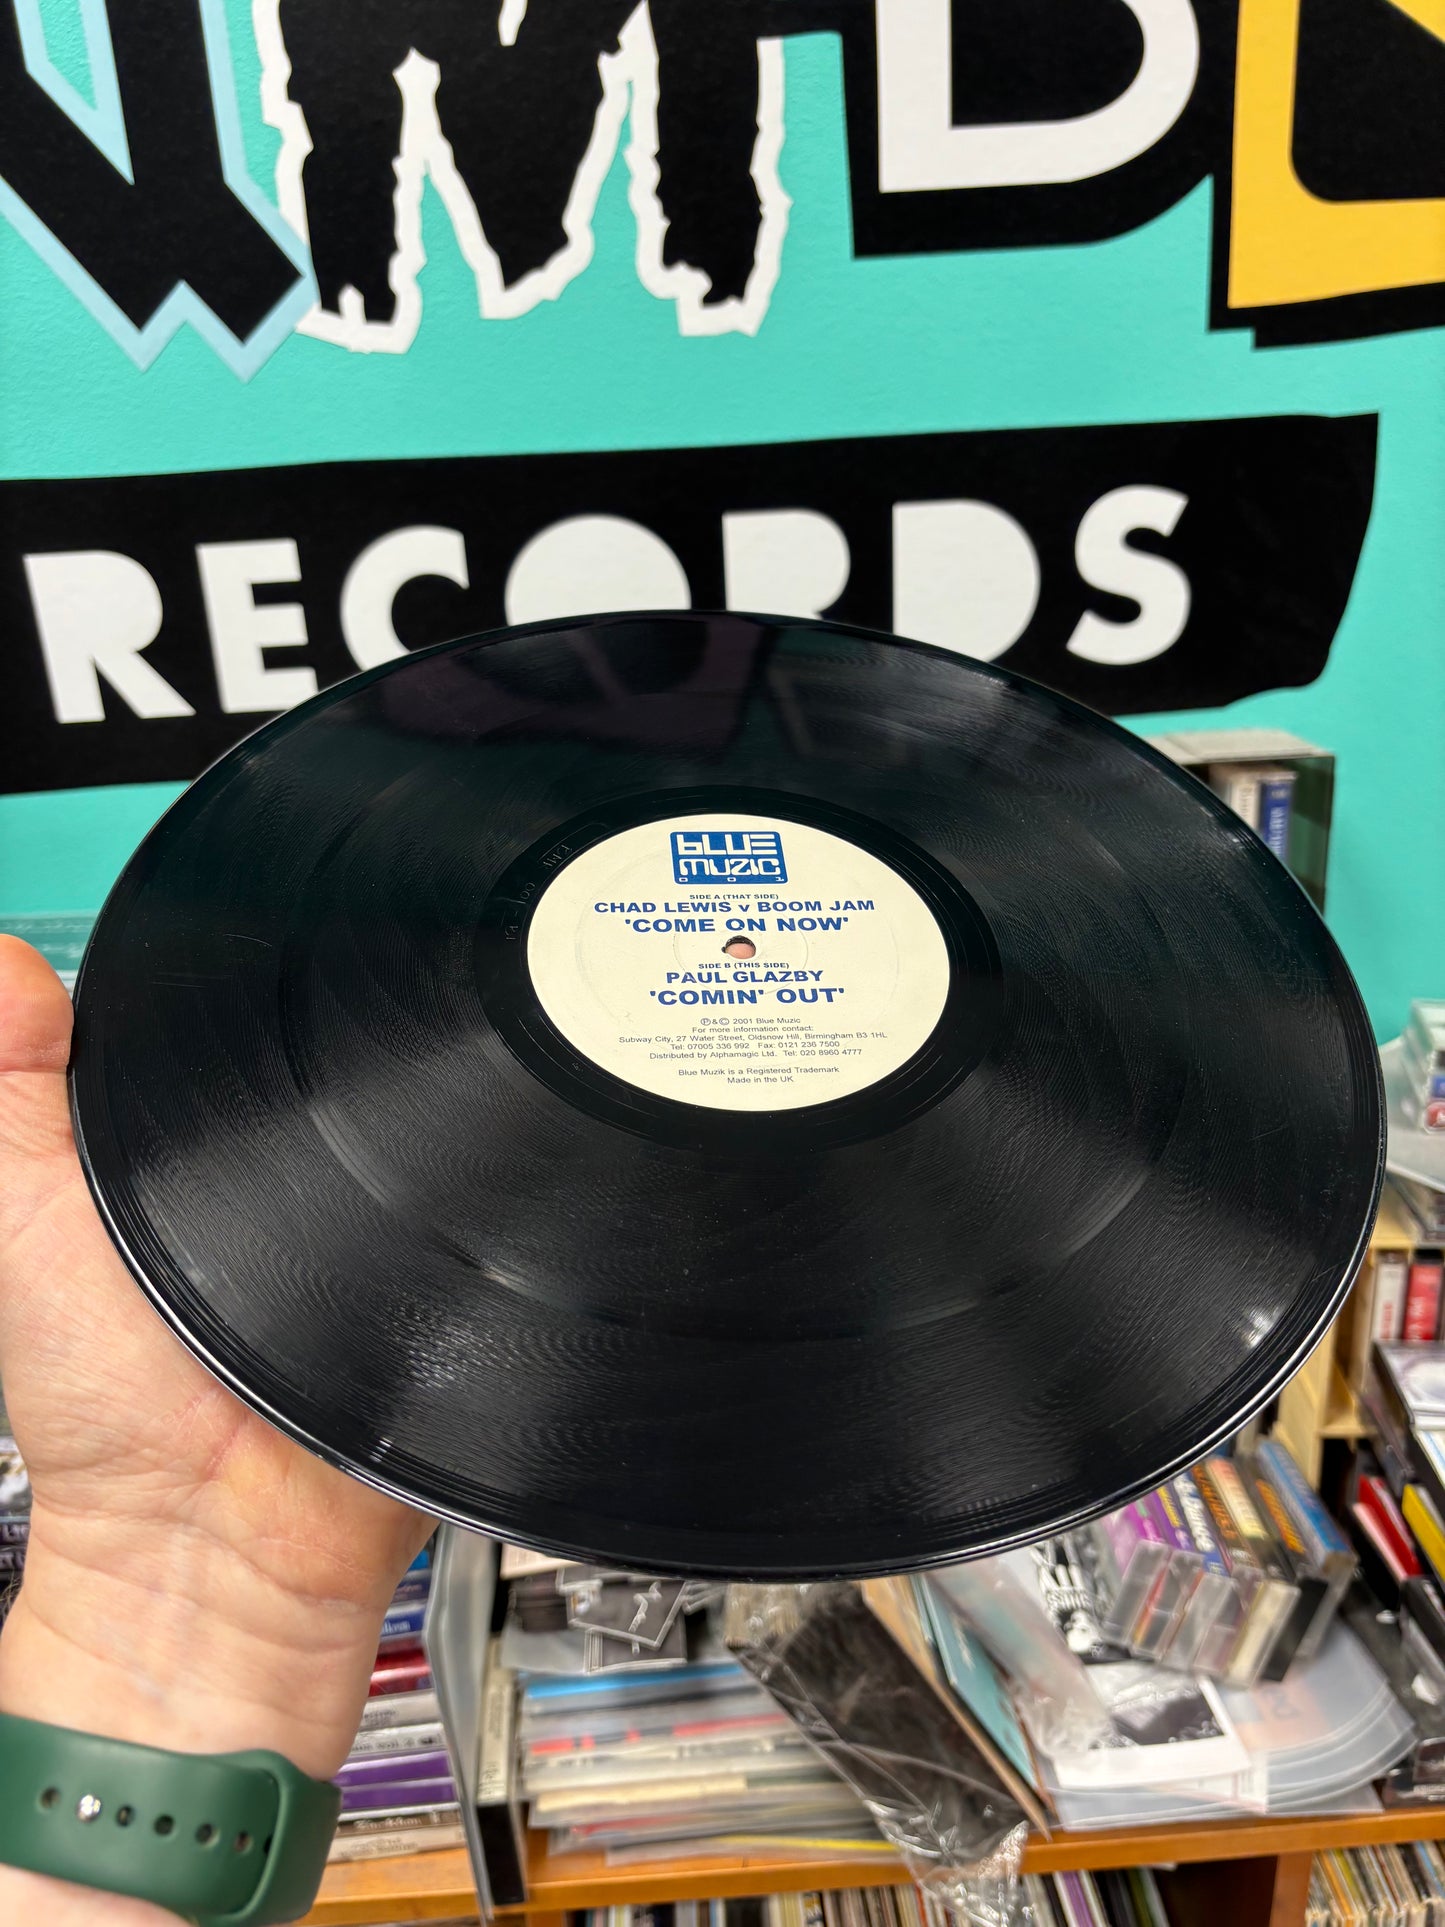 RECORDS
BLUE
MUZIC
001
SIDE A (THAT SIDE)
CHAD LEWIS v BOOM JAM
'COME ON NOW'
SIDE B (THIS SIDE)
PAUL GLAZBY
'COMIN' OUT'
℗ & © 2001 Blue Muzic
For more information contact:
Subway City, 27 Water Street, Oldsnow Hill, Birmingham B3 1HL
Tel: 07005 336 992 Fax: 0121 236 7500
Distributed by Alphamagic Ltd. Tel: 020 8960 4777
Blue Muzik is a Registered Trademark
Made in the UK